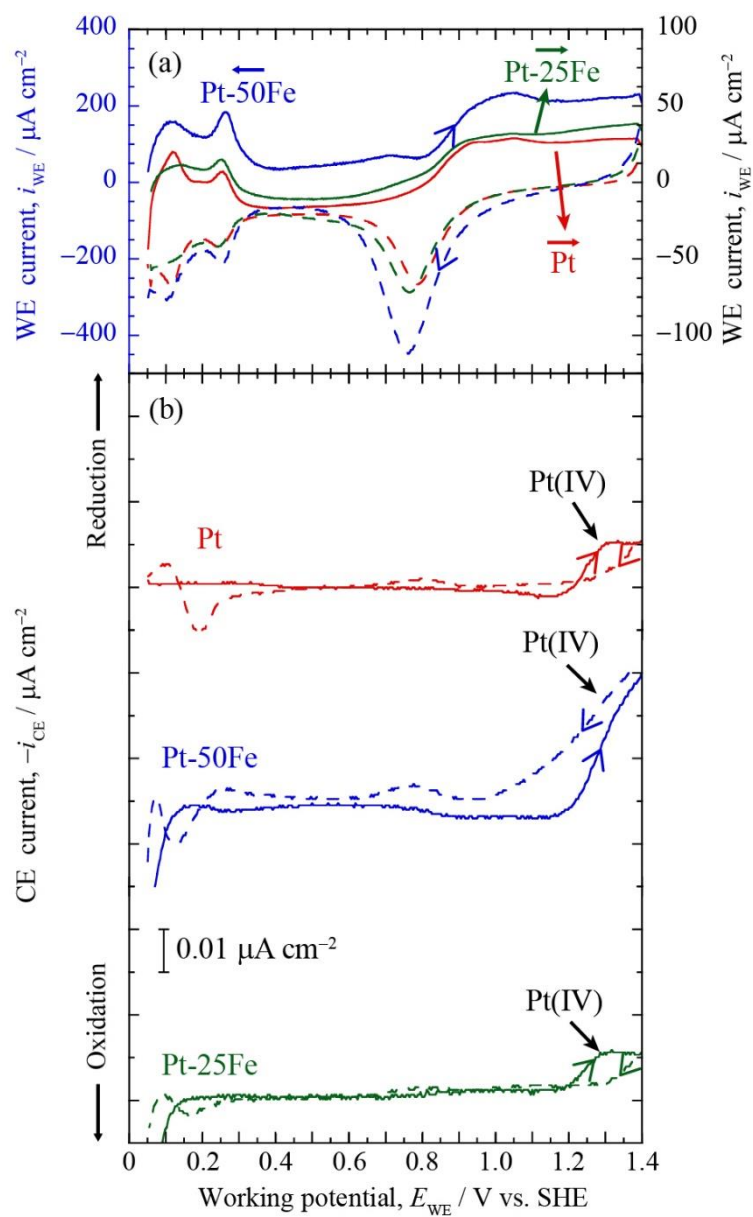 (a)
Pt-50Fe
Pt-25Fe
Pt
WE current, iWE / μA cm⁻²
400
200
0
−200
−400
WE current, iWE / μA cm⁻²
100
50
0
−50
−100
(b)
Reduction
Pt
Pt(IV)
Pt(IV)
Pt-50Fe
CE current, −iCE / μA cm⁻²
0.01 μA cm⁻²
Oxidation
Pt(IV)
Pt-25Fe
0 0.2 0.4 0.6 0.8 1.0 1.2 1.4
Working potential, EWE / V vs. SHE